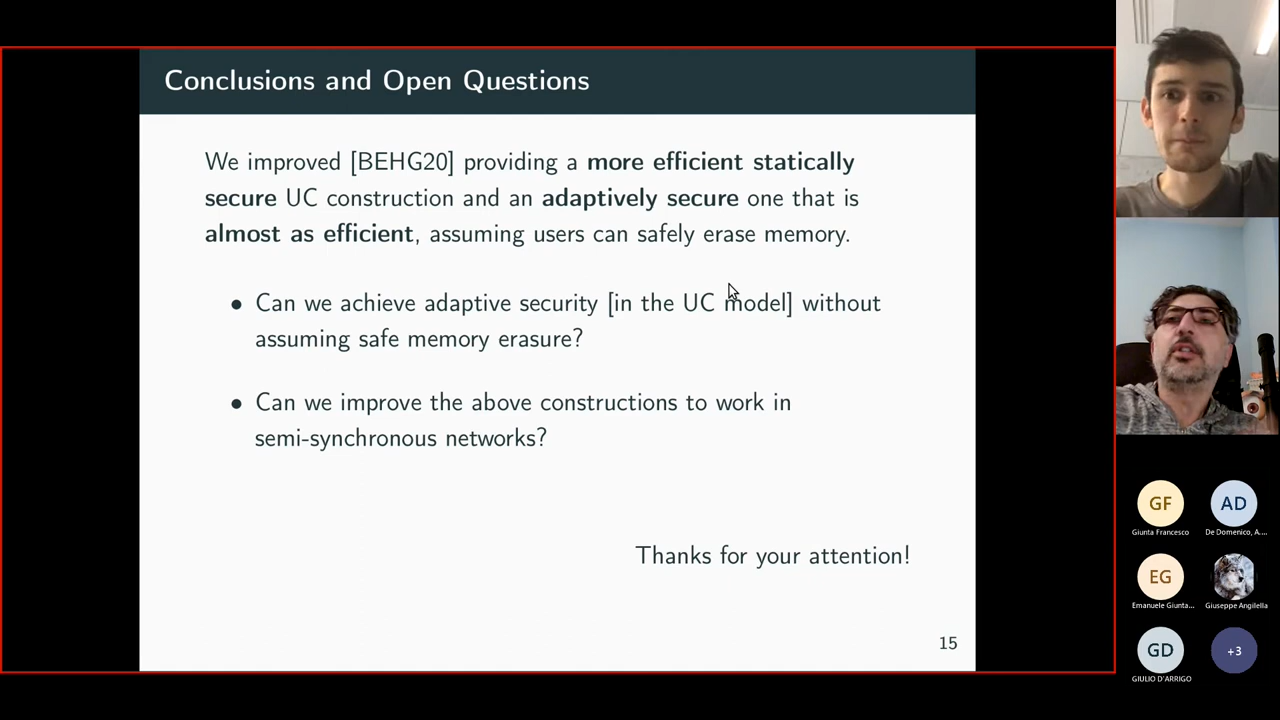 Conclusions and Open Questions
We improved [BEHG20] providing a more efficient statically
secure UC construction and an adaptively secure one that is
almost as efficient, assuming users can safely erase memory.
• Can we achieve adaptive security [in the UC model] without
assuming safe memory erasure?
• Can we improve the above constructions to work in
semi-synchronous networks?
Thanks for your attention!
15
GF
Giunta Francesco
AD
De Domenico, A....
EG
Emanuele Giunta...
Giuseppe Angilella
GD
GIULIO D'ARRIGO
+3